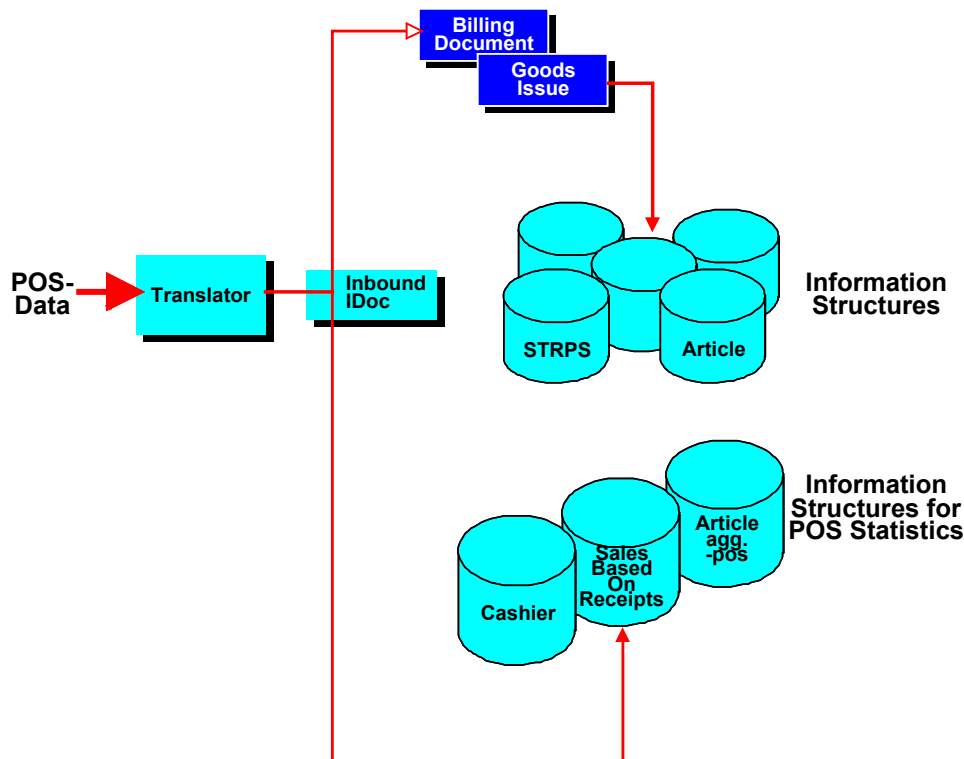 Billing
Document
Goods
Issue
POS-
Data
Translator
Inbound
IDoc
STRPS
Article
Information
Structures
Cashier
Sales
Based
On
Receipts
Article
agg.
-pos
Information
Structures for
POS Statistics